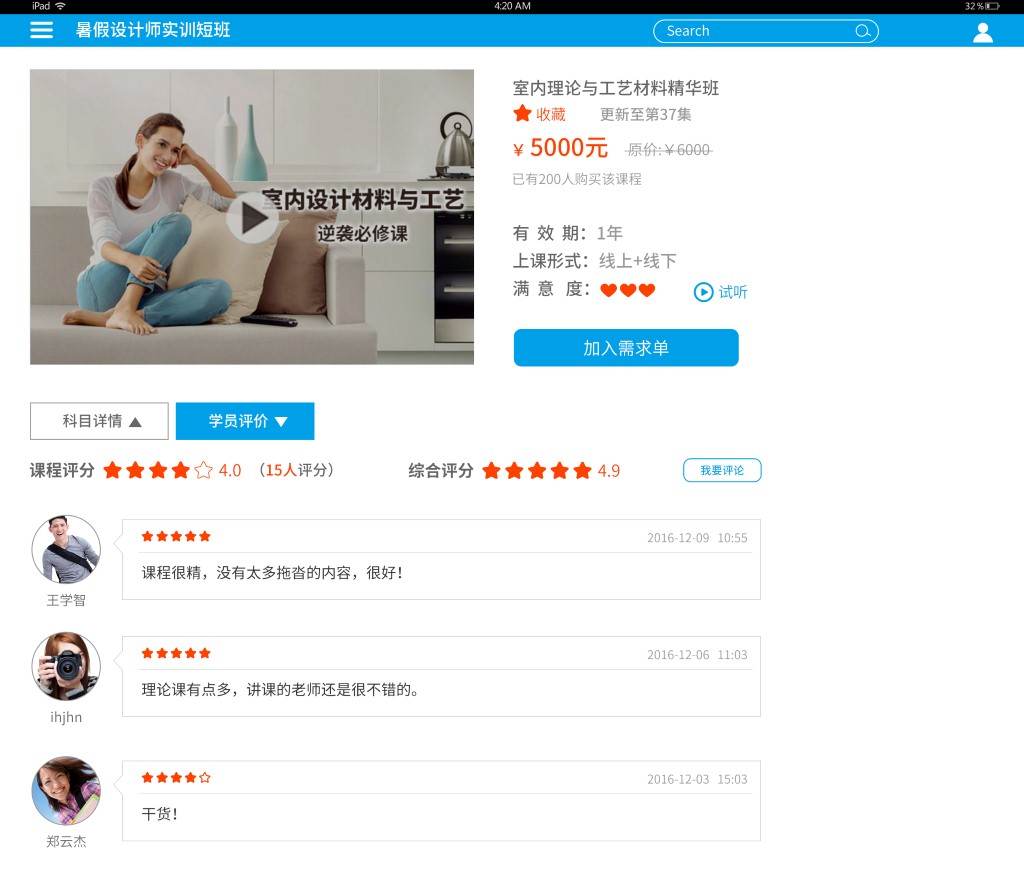 iPad
4:20 AM
32%
暑假设计师实训短班
Search
室内设计材料与工艺
逆袭必修课
室内理论与工艺材料精华班
收藏 更新至第37集
¥ 5000元 原价:¥6000
已有200人购买该课程
有 效 期：1年
上课形式：线上+线下
满 意 度：
试听
加入需求单
科目详情▲
学员评价▼
课程评分 4.0 （15人评分）
综合评分 4.9
我要评论
2016-12-09 10:55
课程很精，没有太多拖沓的内容，很好！
王学智
2016-12-06 11:03
理论课有点多，讲课的老师还是很不错的。
ihjhn
2016-12-03 15:03
干货！
郑云杰